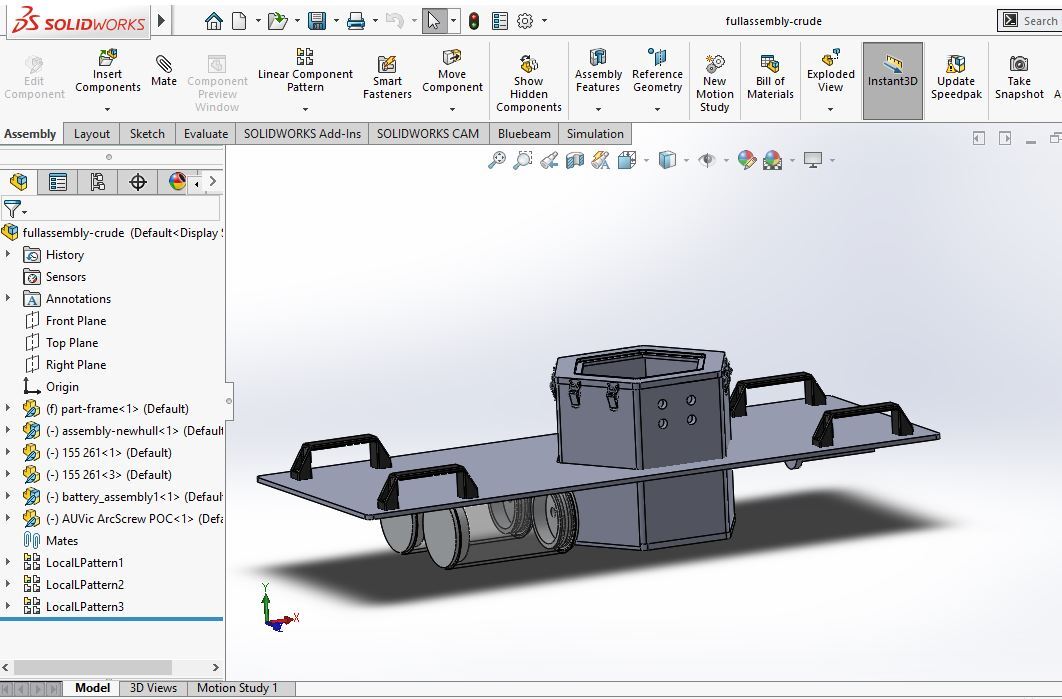 SOLIDWORKS
fullassembly-crude
Search
Edit
Component
Insert
Components
Mate
Component
Preview
Window
Linear Component
Pattern
Smart
Fasteners
Move
Component
Show
Hidden
Components
Assembly
Features
Reference
Geometry
New
Motion
Study
Bill of
Materials
Exploded
View
Instant3D
Update
Speedpak
Take
Snapshot
Assembly Layout Sketch Evaluate SOLIDWORKS Add-Ins SOLIDWORKS CAM Bluebeam Simulation
fullassembly-crude (Default<Display
History
Sensors
A Annotations
Front Plane
Top Plane
Right Plane
Origin
(f) part-frame<1> (Default)
(-) assembly-newhull<1> (Default
(-) 155 261<1> (Default)
(-) 155 261<3> (Default)
(-) battery_assembly1<1> (Defaul
(-) AUVic ArcScrew POC<1> (Defa
Mates
LocalLPattern1
LocalLPattern2
LocalLPattern3
Y
X
Model 3D Views Motion Study 1